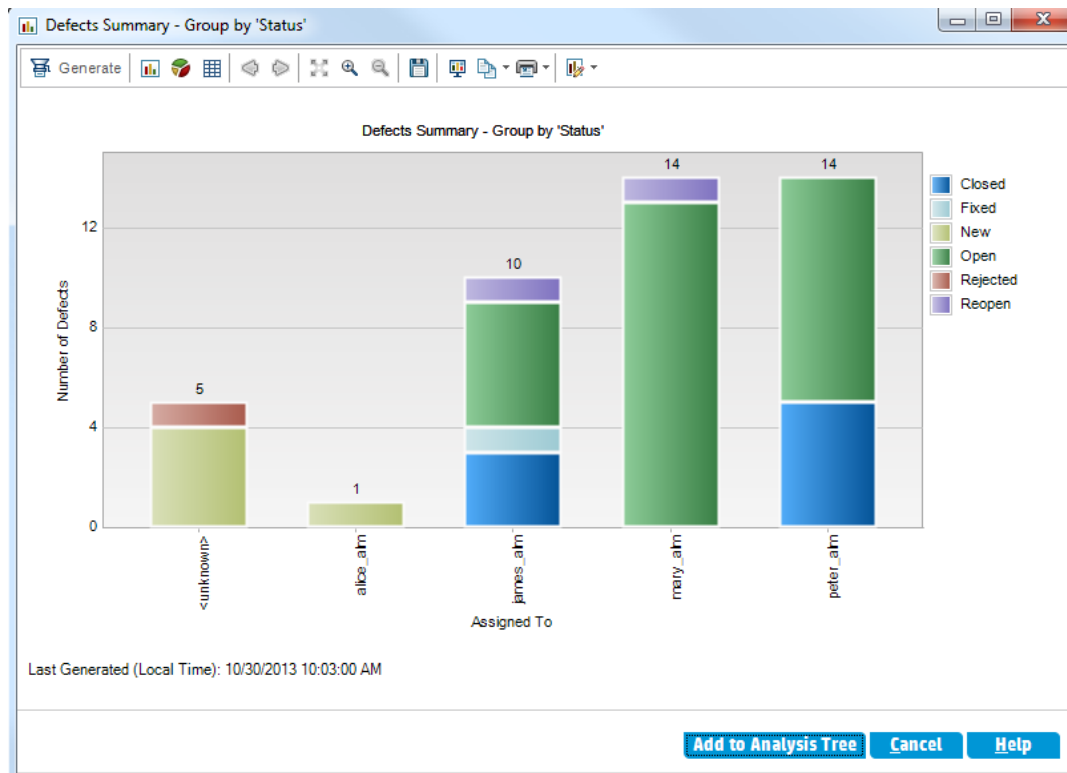 Defects Summary - Group by 'Status'
Generate
Defects Summary - Group by 'Status'
14
14
10
5
1
12
8
4
0
Number of Defects
<unknown>
alice_alm
james_alm
mary_alm
peter_alm
Assigned To
Closed
Fixed
New
Open
Rejected
Reopen
Last Generated (Local Time): 10/30/2013 10:03:00 AM
Add to Analysis Tree
Cancel
Help